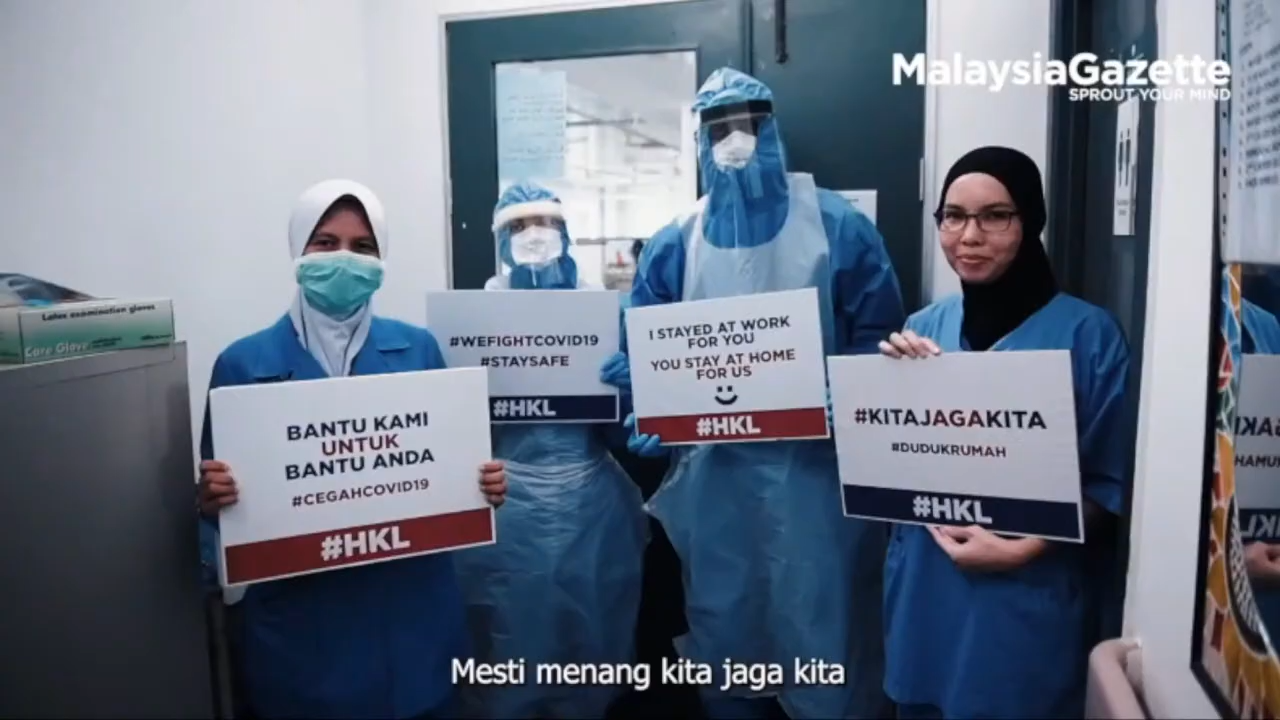 MalaysiaGazette
SPROUT YOUR MIND
Latex examination gloves
Care Glove
BANTU KAMI
UNTUK
BANTU ANDA
#CEGAHCOVID19
#HKL
#WEFIGHTCOVID19
#STAYSAFE
#HKL
I STAYED AT WORK
FOR YOU
YOU STAY AT HOME
FOR US
#HKL
#KITAJAGAKITA
#DUDUKRUMAH
#HKL
Mesti menang kita jaga kita